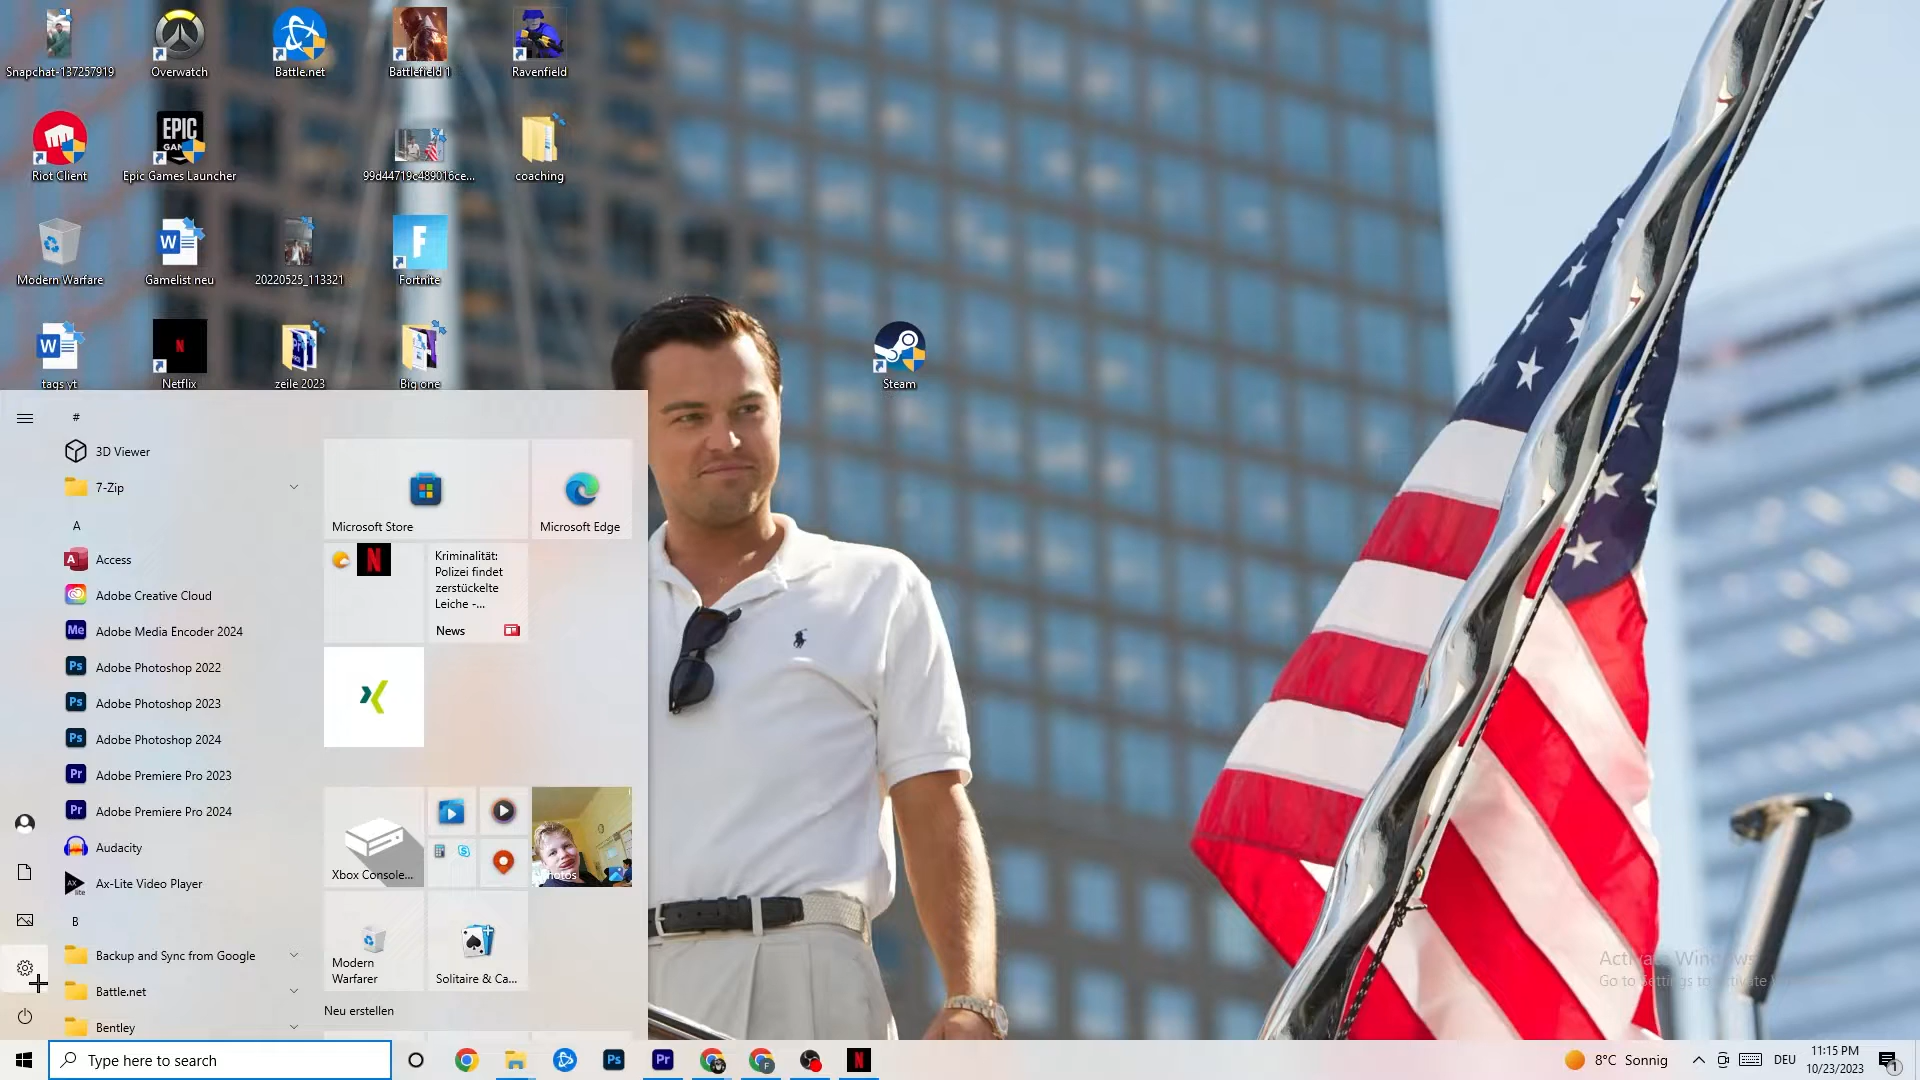 Snapchat-137257919
Overwatch
Battle.net
Battlefield 1
Ravenfield
EPIC
Riot Client
Epic Games Launcher
99d44719c489016ce...
coaching
Modern Warfare
Gamelist neu
20220525_113321
Fortnite
tags yt
Netflix
zeile 2023
Big one
Steam
#
3D Viewer
7-Zip
A
Access
Adobe Creative Cloud
Adobe Media Encoder 2024
Adobe Photoshop 2022
Adobe Photoshop 2023
Adobe Photoshop 2024
Adobe Premiere Pro 2023
Adobe Premiere Pro 2024
Audacity
Ax-Lite Video Player
B
Backup and Sync from Google
Battle.net
Bentley
Microsoft Store
Microsoft Edge
Kriminalität:
Polizei findet
zerstückelte
Leiche -...
News
Xbox Console...
Photos
Modern
Warfarer
Solitaire & Ca...
Neu erstellen
Activate Windows
Go to Settings to activate
Type here to search
8°C Sonnig
DEU
11:15 PM
10/23/2023
1